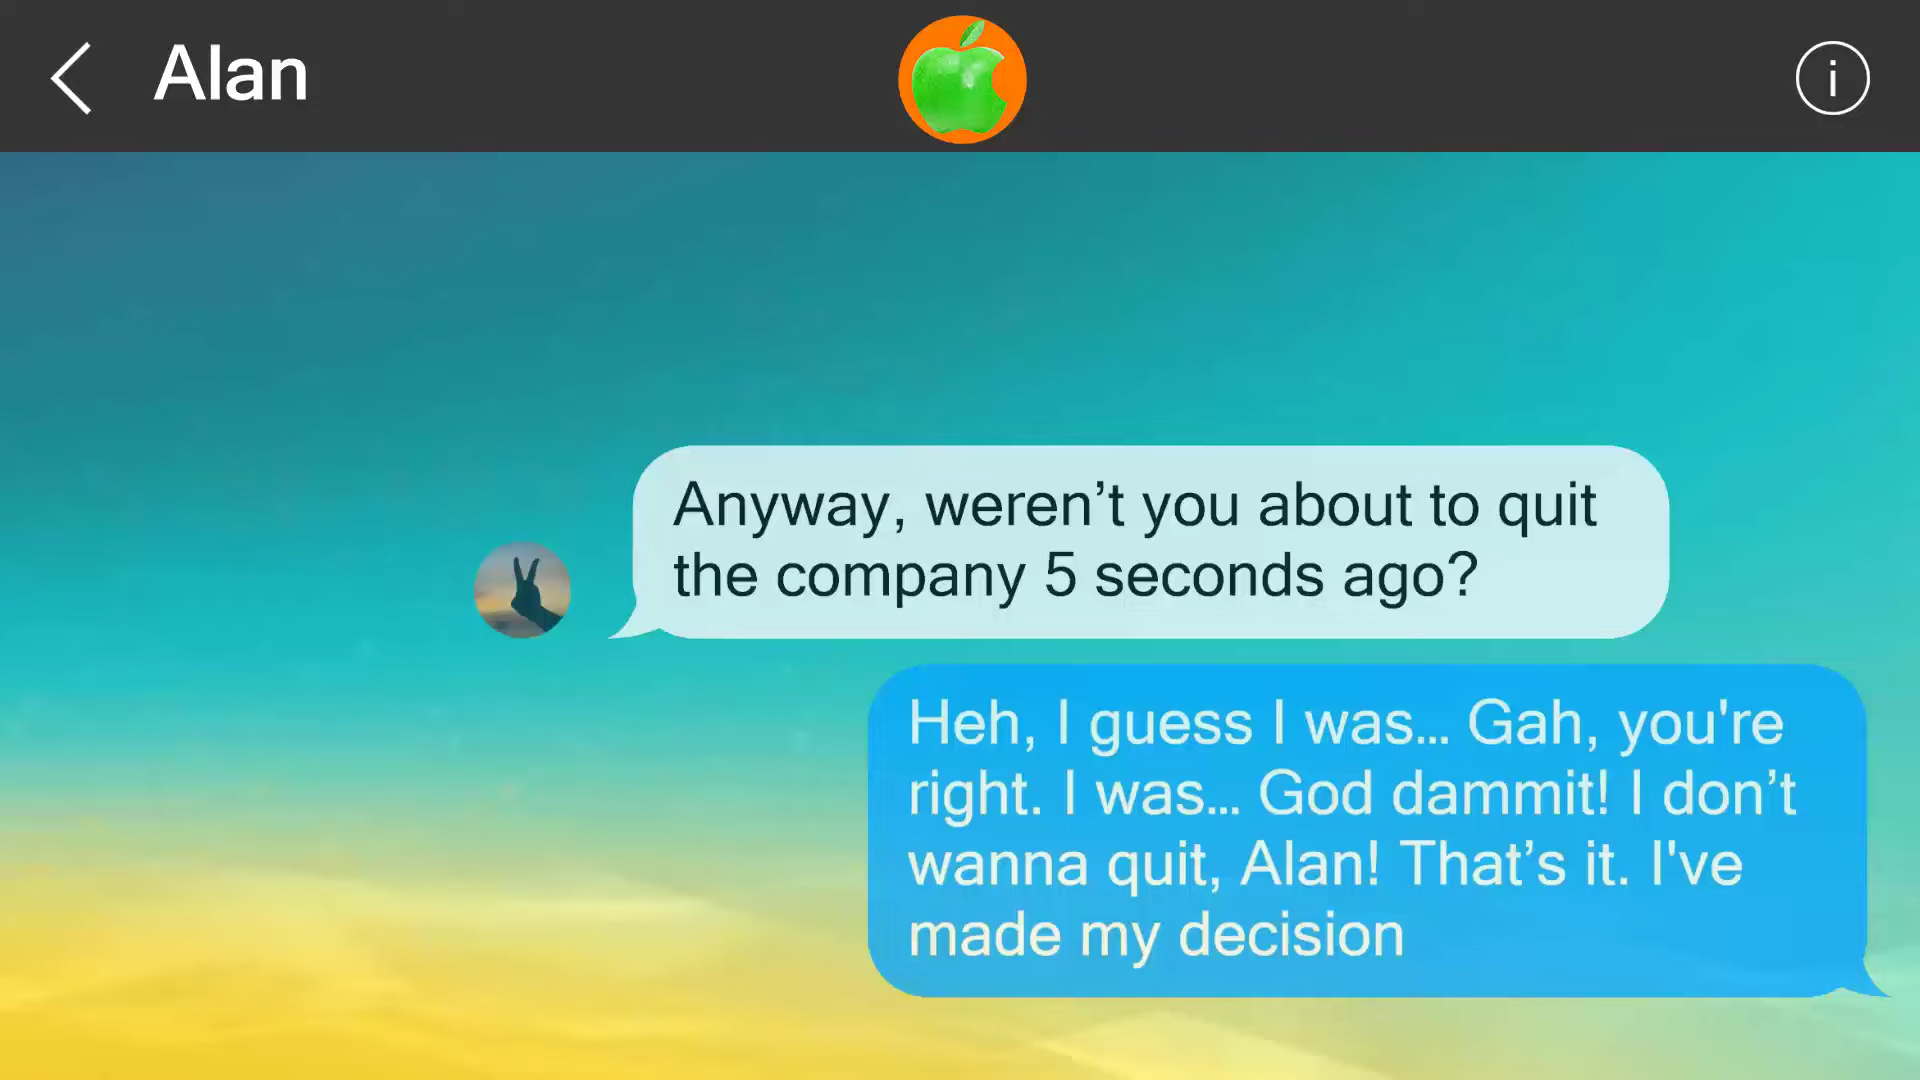 Alan
i
Anyway, weren’t you about to quit
the company 5 seconds ago?
Heh, I guess I was... Gah, you're
right. I was... God dammit! I don’t
wanna quit, Alan! That’s it. I've
made my decision